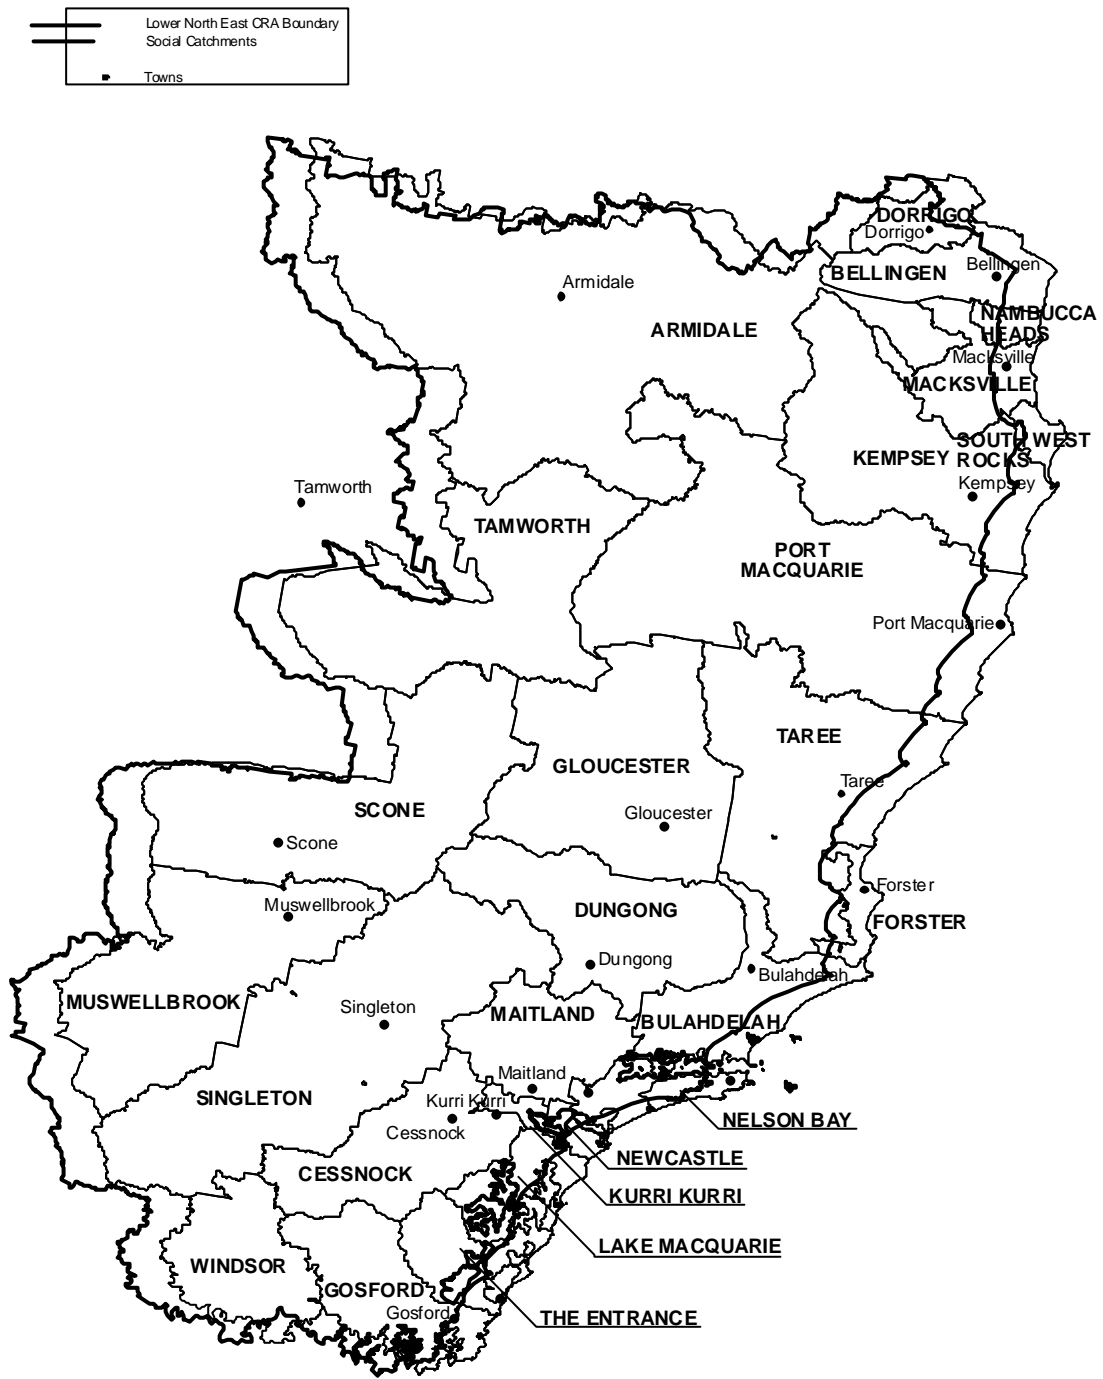 Lower North East CRA Boundary
Social Catchments
Towns
DORRIGO
Dorrigo
BELLINGEN
Bellingen
Armidale
ARMIDALE
NAMBUCCA
HEADS
Macksville
MACKSVILLE
SOUTH WEST
ROCKS
KEMPSEY
Kempsey
Tamworth
TAMWORTH
PORT
MACQUARIE
Port Macquarie
TAREE
GLOUCESTER
Taree
SCONE
Gloucester
Scone
Forster
Muswellbrook
DUNGONG
FORSTER
Dungong
Bulahdelah
MUSWELLBROOK
Singleton
MAITLAND
BULAHDELAH
Maitland
SINGLETON
Kurri Kurri
NELSON BAY
Cessnock
NEWCASTLE
CESSNOCK
KURRI KURRI
LAKE MACQUARIE
WINDSOR
GOSFORD
Gosford
THE ENTRANCE